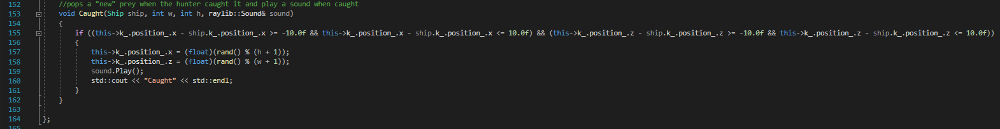 152 //pops a "new" prey when the hunter caught it and play a sound when caught
153 void Caught(Ship ship, int w, int h, raylib::Sound& sound)
154 {
155 if ((this->k_.position_.x - ship.k_.position_.x >= -10.0f && this->k_.position_.x - ship.k_.position_.x <= 10.0f) && (this->k_.position_.z - ship.k_.position_.z >= -10.0f && this->k_.position_.z - ship.k_.position_.z <= 10.0f))
156 {
157 this->k_.position_.x = (float)(rand() % (h + 1));
158 this->k_.position_.z = (float)(rand() % (w + 1));
159 sound.Play();
160 std::cout << "Caught" << std::endl;
161 }
162 }
163
164 };
165